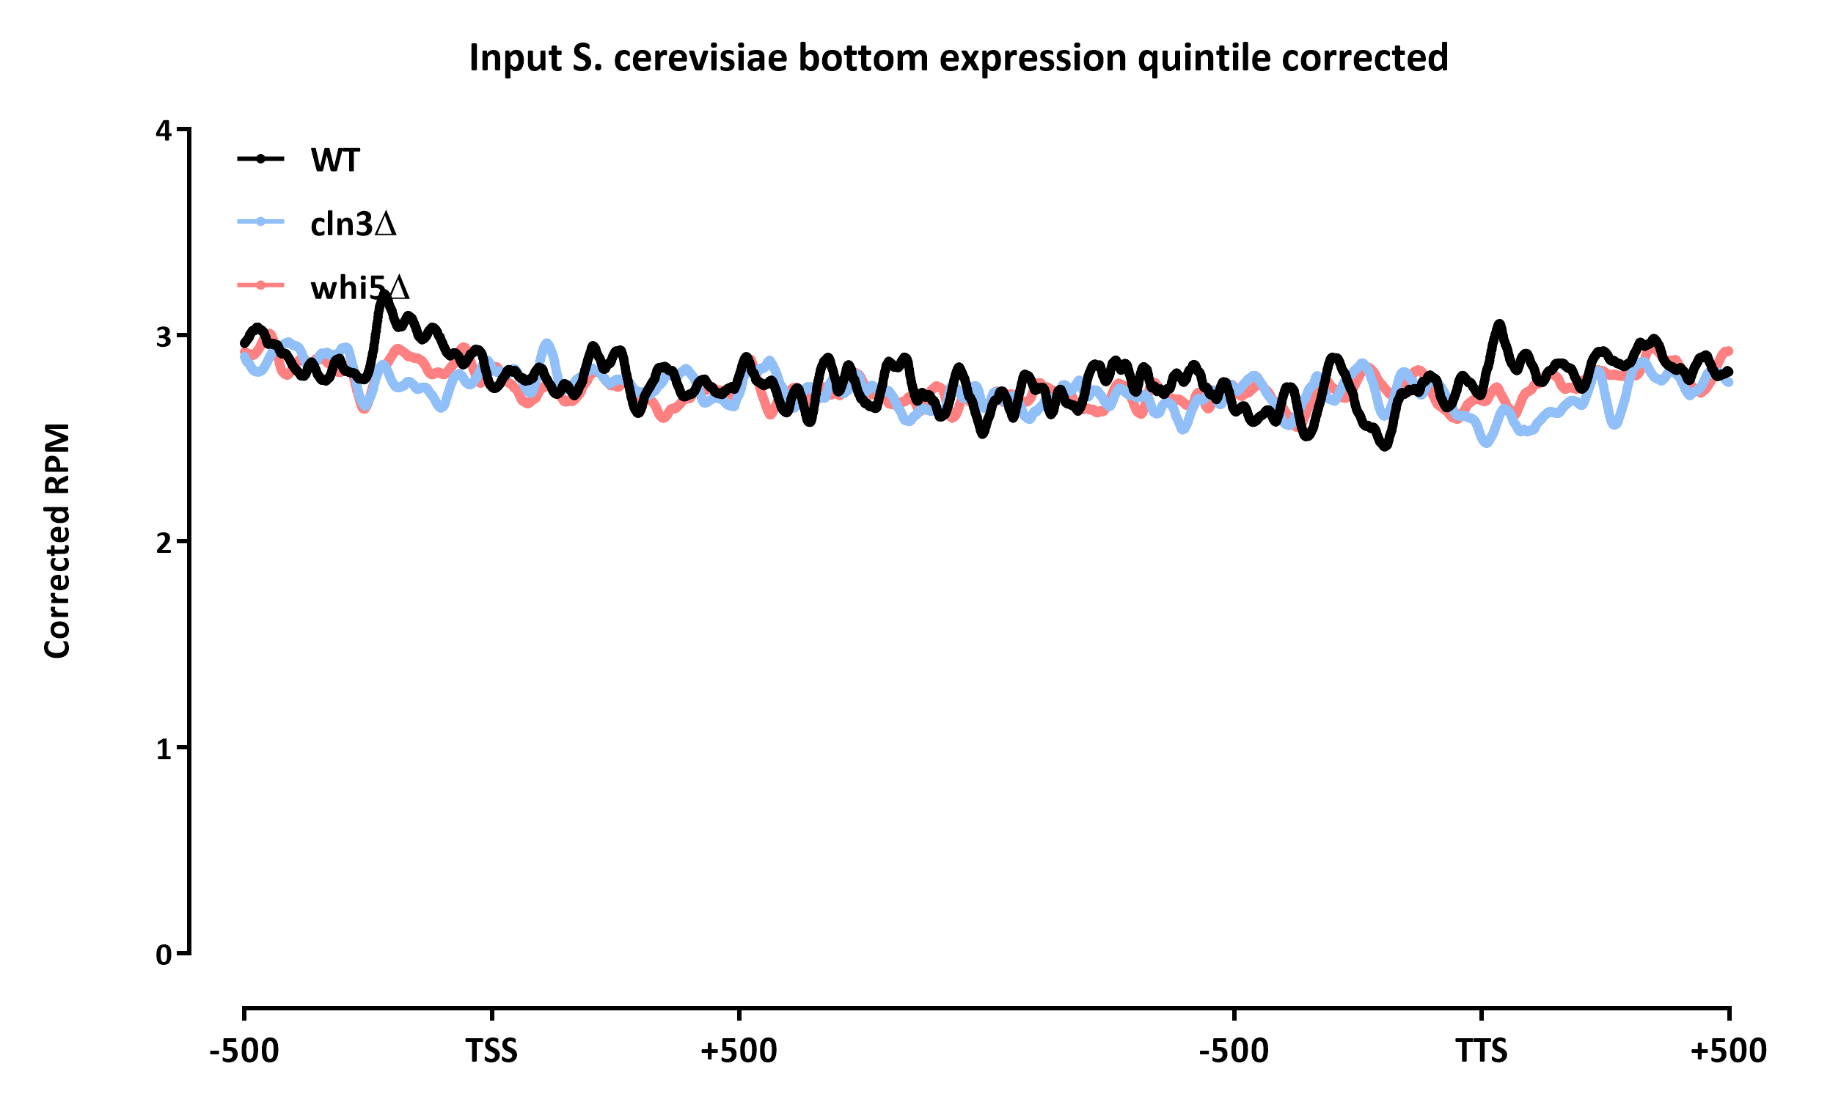 Input S. cerevisiae bottom expression quintile corrected
4
WT
cln3Δ
whi5Δ
3
2
1
0
Corrected RPM
-500 TSS +500 -500 TTS +500